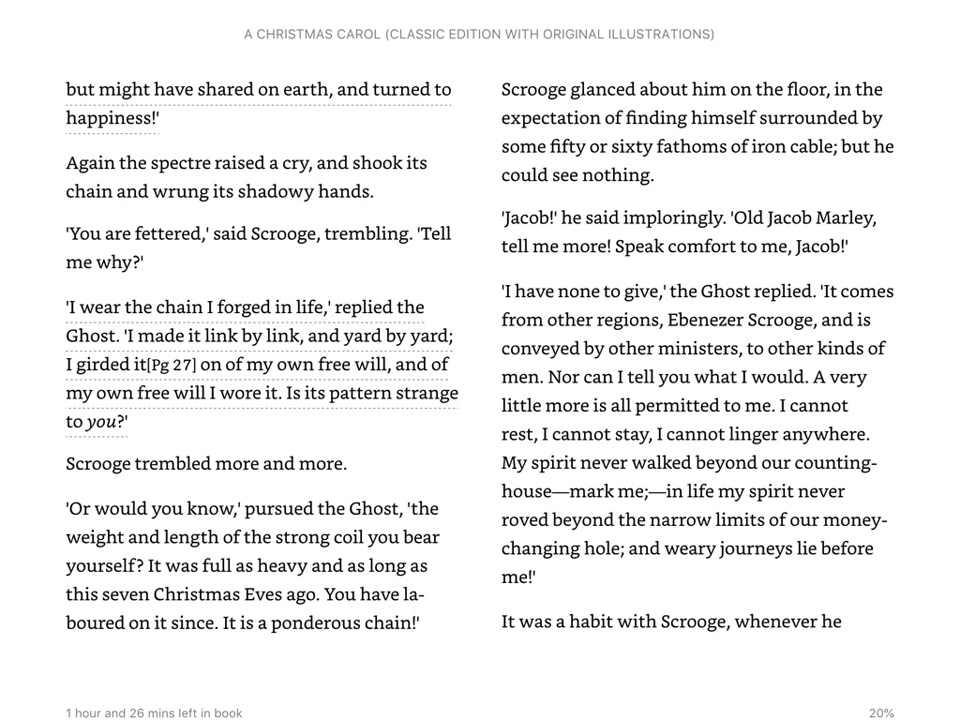 A CHRISTMAS CAROL (CLASSIC EDITION WITH ORIGINAL ILLUSTRATIONS)
but might have shared on earth, and turned to
happiness!'
Again the spectre raised a cry, and shook its
chain and wrung its shadowy hands.
'You are fettered,' said Scrooge, trembling. 'Tell
me why?'
'I wear the chain I forged in life,' replied the
Ghost. 'I made it link by link, and yard by yard;
I girded it[Pg 27] on of my own free will, and of
my own free will I wore it. Is its pattern strange
to you?'
Scrooge trembled more and more.
'Or would you know,' pursued the Ghost, 'the
weight and length of the strong coil you bear
yourself? It was full as heavy and as long as
this seven Christmas Eves ago. You have la-
boured on it since. It is a ponderous chain!'
Scrooge glanced about him on the floor, in the
expectation of finding himself surrounded by
some fifty or sixty fathoms of iron cable; but he
could see nothing.
'Jacob!' he said imploringly. 'Old Jacob Marley,
tell me more! Speak comfort to me, Jacob!'
'I have none to give,' the Ghost replied. 'It comes
from other regions, Ebenezer Scrooge, and is
conveyed by other ministers, to other kinds of
men. Nor can I tell you what I would. A very
little more is all permitted to me. I cannot
rest, I cannot stay, I cannot linger anywhere.
My spirit never walked beyond our counting-
house—mark me;—in life my spirit never
roved beyond the narrow limits of our money-
changing hole; and weary journeys lie before
me!'
It was a habit with Scrooge, whenever he
1 hour and 26 mins left in book
20%